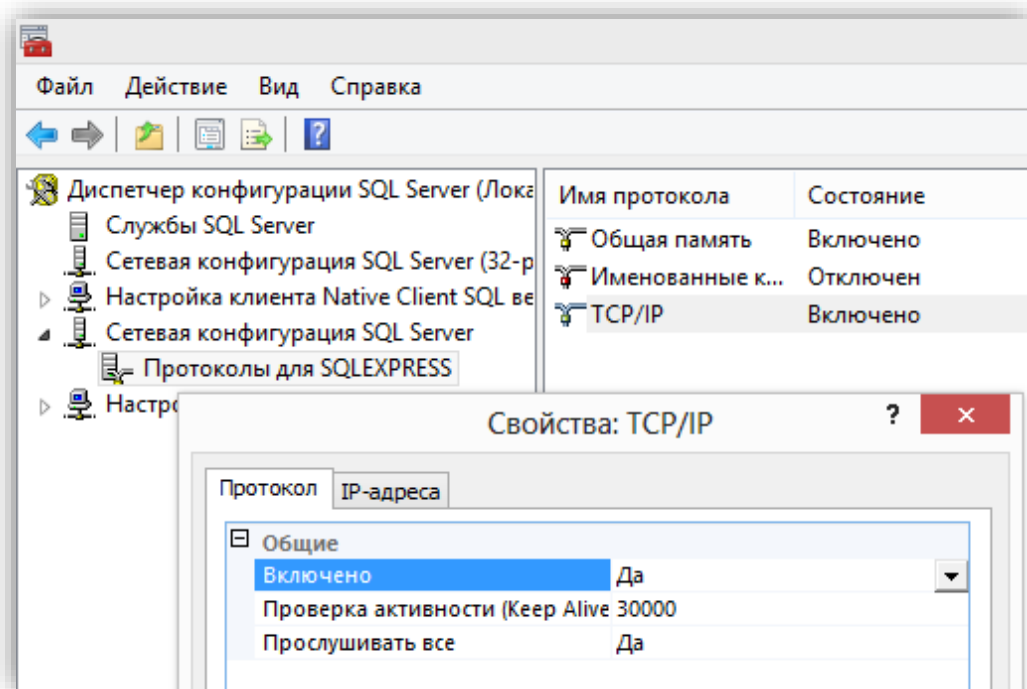 Файл Действие Вид Справка
Диспетчер конфигурации SQL Server (Лока
Службы SQL Server
Сетевая конфигурация SQL Server (32-р
Настройка клиента Native Client SQL ве
Сетевая конфигурация SQL Server
Протоколы для SQLEXPRESS
Настро
Имя протокола Состояние
Общая память Включено
Именованные к... Отключен
TCP/IP Включено
Свойства: TCP/IP ? ×
Протокол IP-адреса
Общие
Включено Да
Проверка активности (Keep Alive 30000
Прослушивать все Да